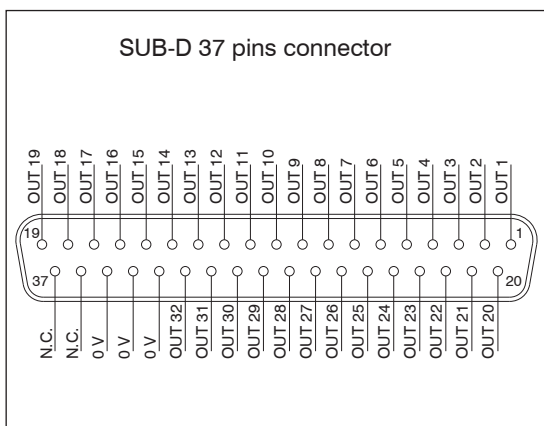 SUB-D 37 pins connector
OUT 19
OUT 18
OUT 17
OUT 16
OUT 15
OUT 14
OUT 13
OUT 12
OUT 11
OUT 10
OUT 9
OUT 8
OUT 7
OUT 6
OUT 5
OUT 4
OUT 3
OUT 2
OUT 1
19
1
37
20
N.C.
N.C.
0 V
0 V
0 V
OUT 32
OUT 31
OUT 30
OUT 29
OUT 28
OUT 27
OUT 26
OUT 25
OUT 24
OUT 23
OUT 22
OUT 21
OUT 20